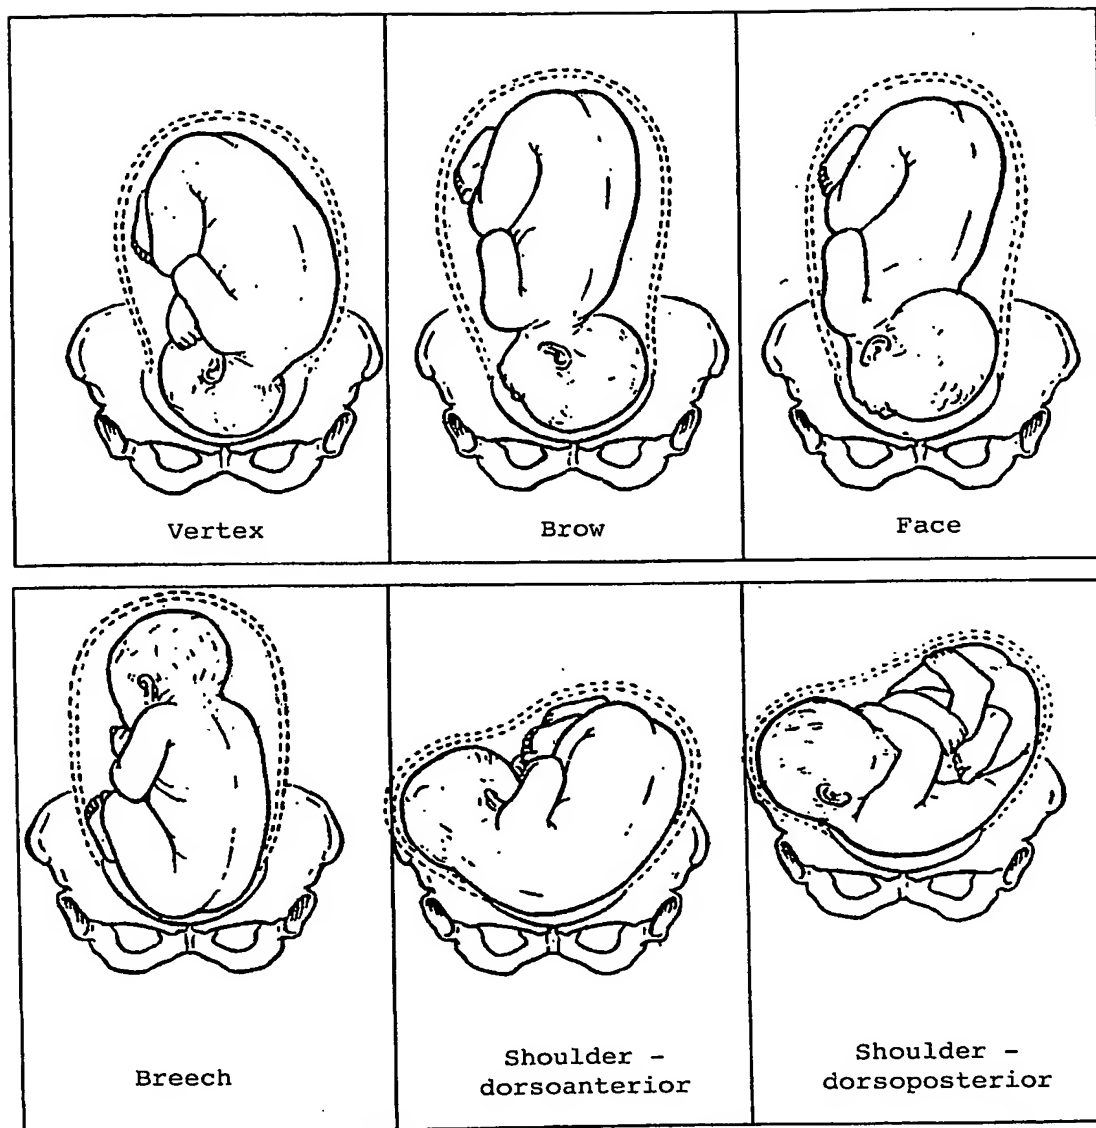 Vertex
Brow
Face
Breech
Shoulder –
dorsoanterior
Shoulder –
dorsoposterior